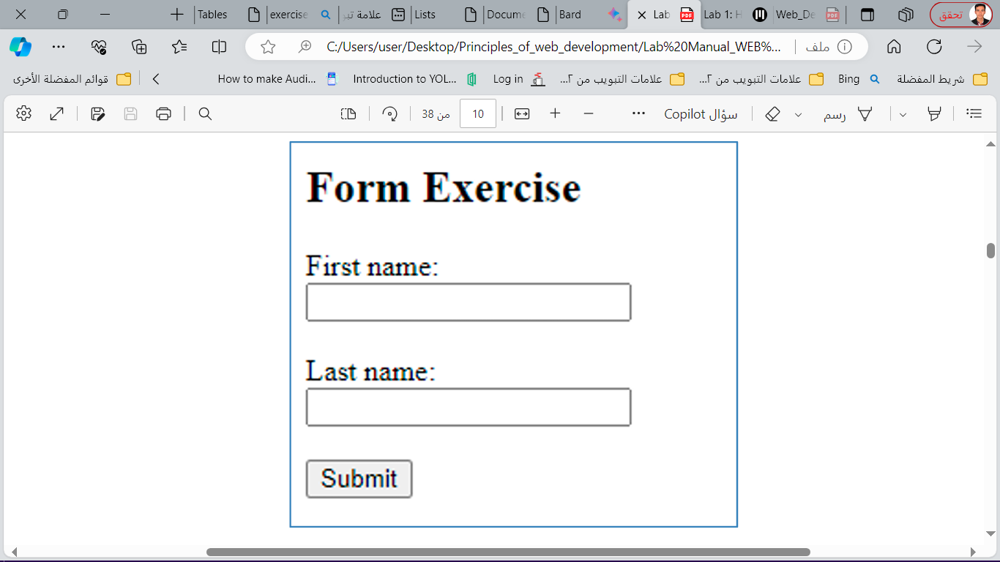 Tables
exercise
علامة تبو
Lists
Docume
Bard
Lab
Lab 1: H
Web_De
تحقق
C:/Users/user/Desktop/Principles_of_web_development/Lab%20Manual_WEB%...
ملف
قوائم المفضلة الأخرى
How to make Audi...
Introduction to YOL...
Log in
علامات التبويب من ٢...
علامات التبويب من ٢...
Bing
شريط المفضلة
من 38
10
سؤال Copilot
رسم
Form Exercise
First name:
Last name:
Submit